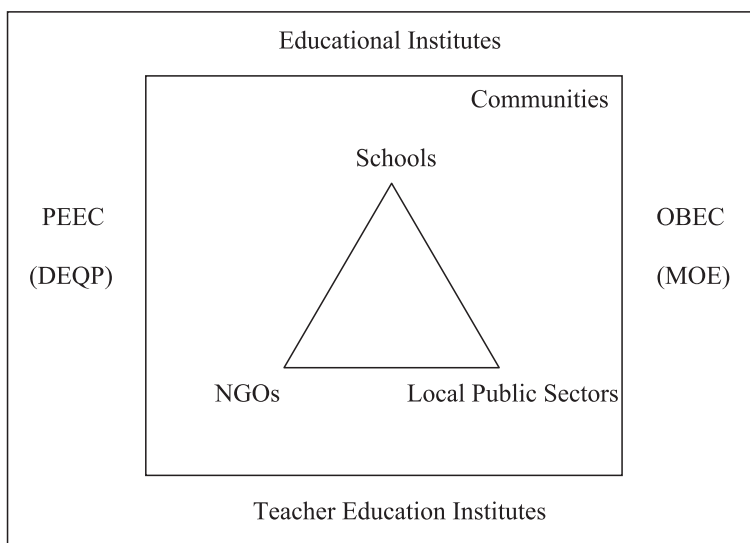 Educational Institutes
Communities
Schools
PEEC
(DEQP)
OBEC
(MOE)
NGOs
Local Public Sectors
Teacher Education Institutes